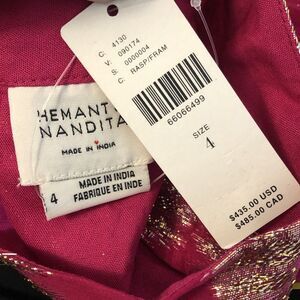 C: 4130
V: 090174
S: 0000004
C: RASP/FRAM
66066499
SIZE
4
$435.00 USD
$485.00 CAD
HEMANT
NANDITA
MADE IN INDIA
4
MADE IN INDIA
FABRIQUE EN INDE